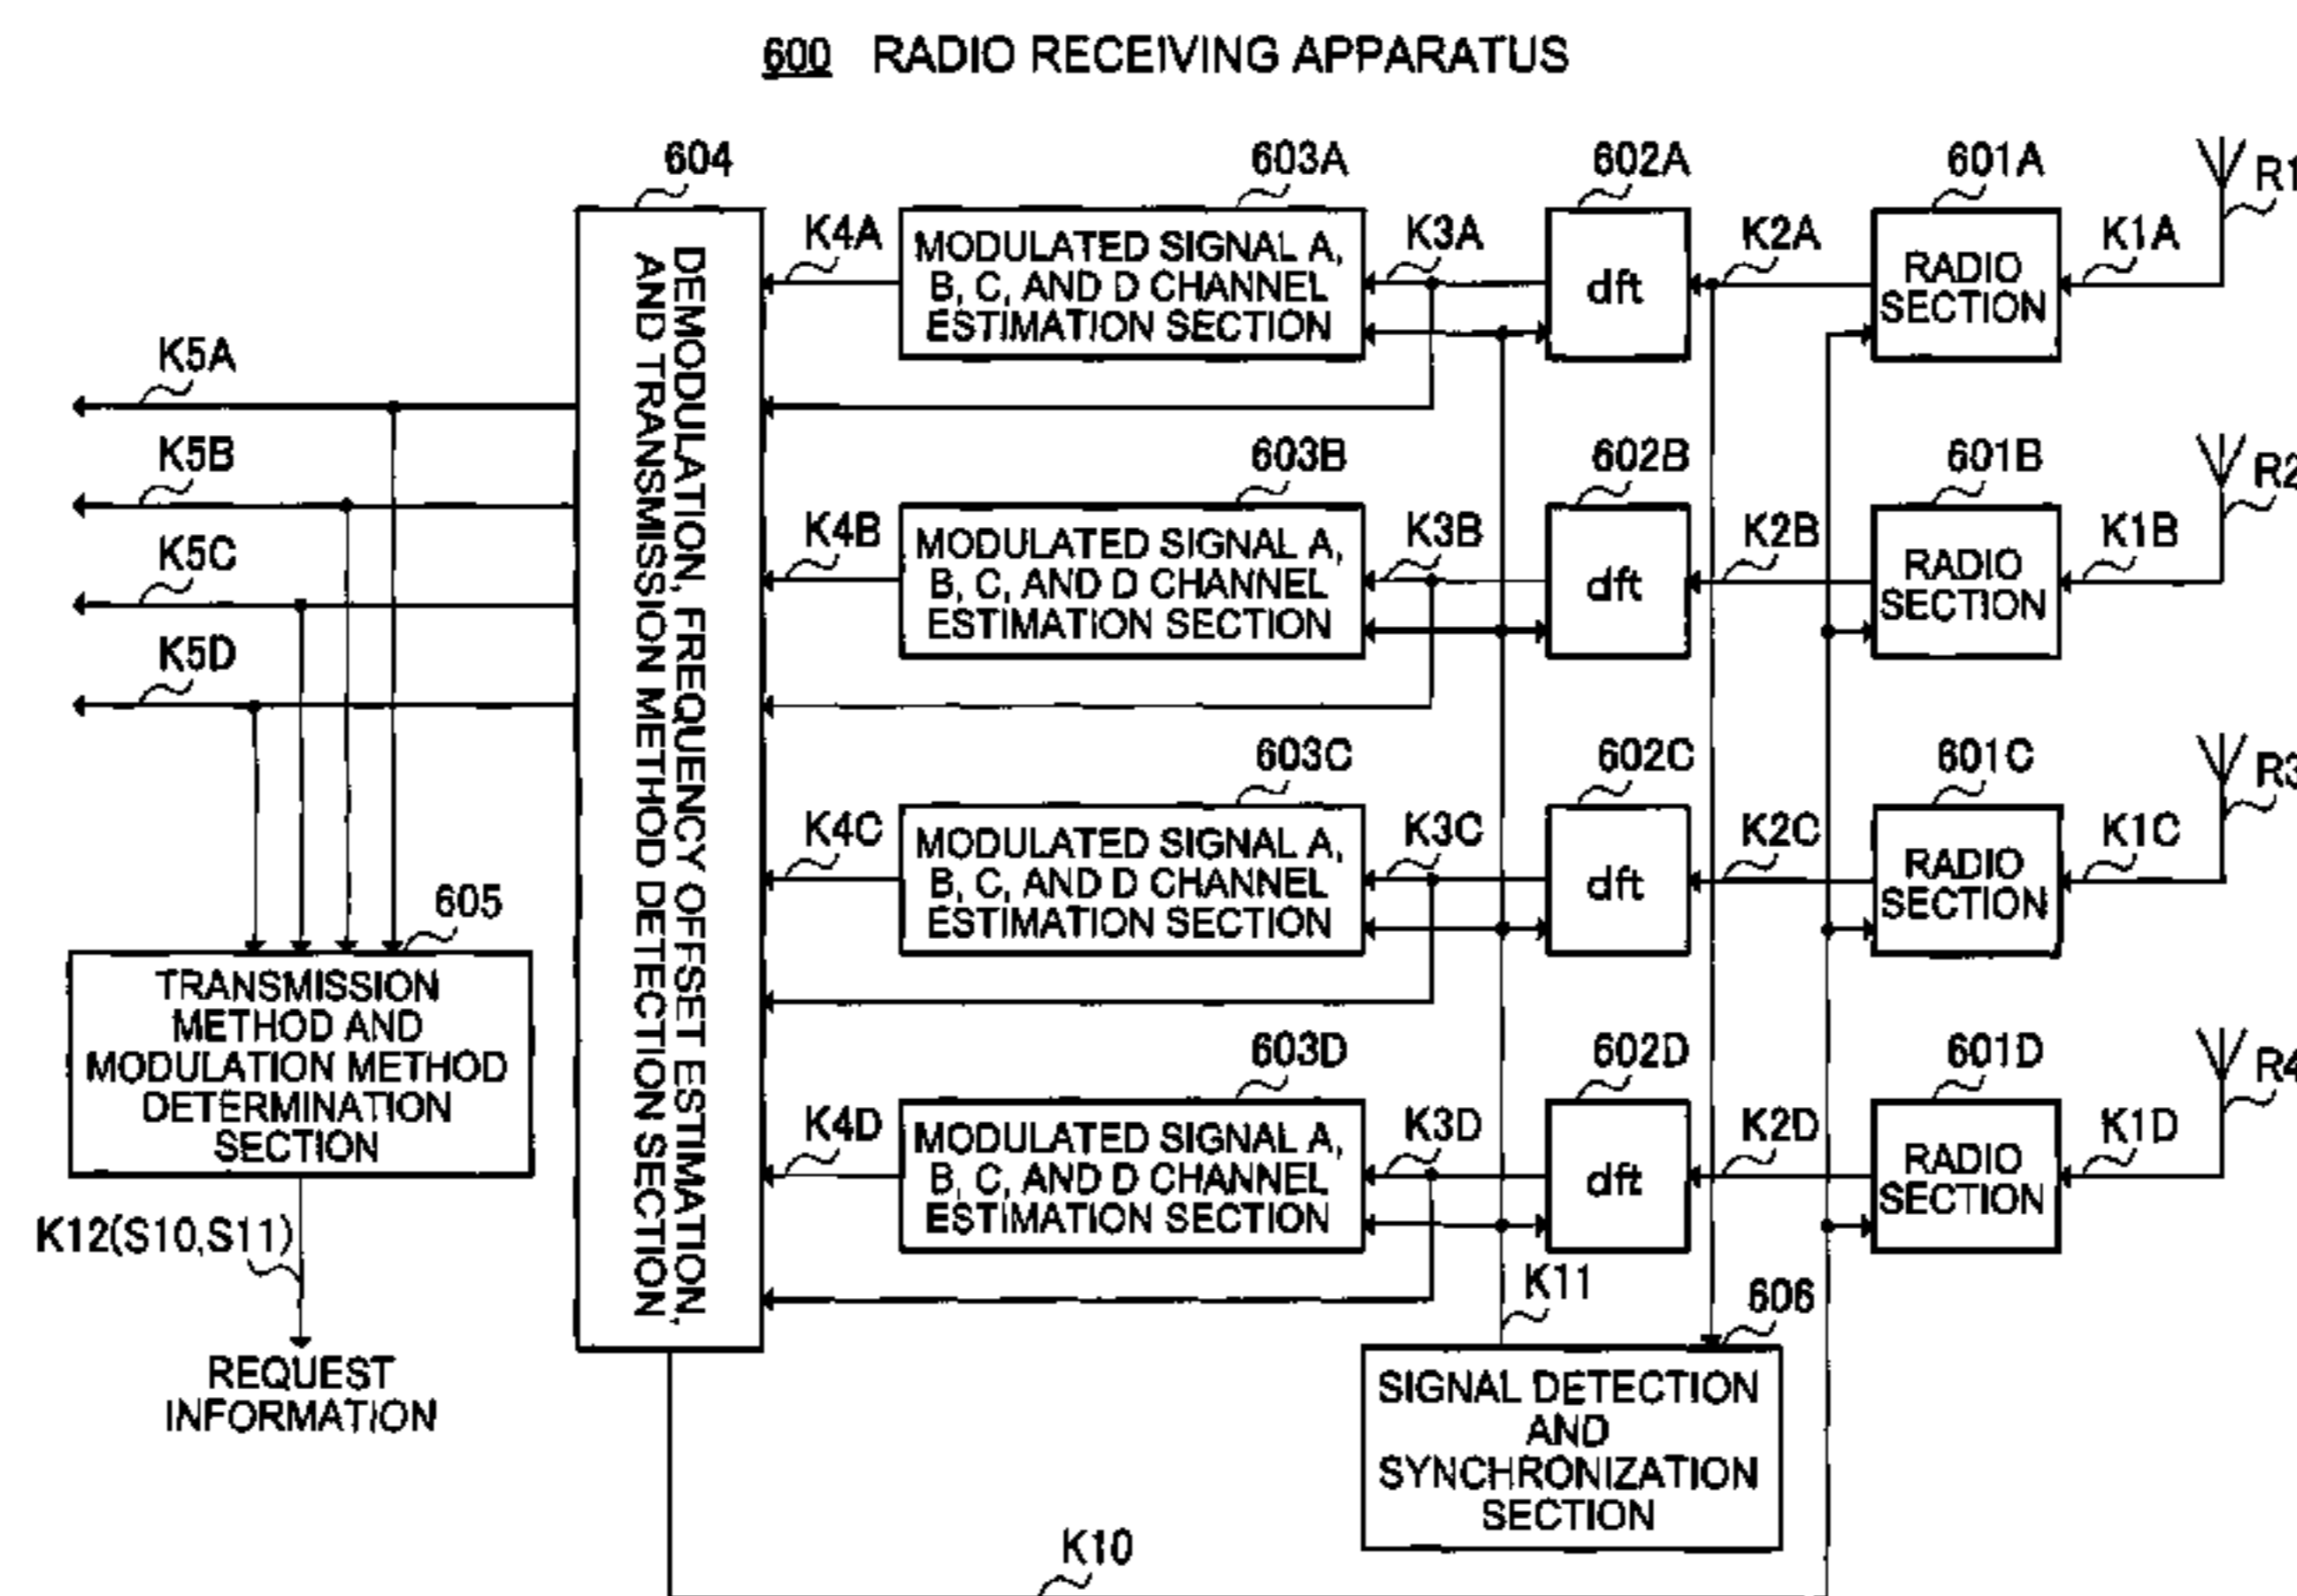 600 RADIO RECEIVING APPARATUS
604
603A
602A
601A
R1
K4A
MODULATED SIGNAL A,
B, C, AND D CHANNEL
ESTIMATION SECTION
K3A
dft
K2A
RADIO
SECTION
K1A
DEMODULATION, FREQUENCY OFFSET ESTIMATION,
AND TRANSMISSION METHOD DETECTION SECTION
K5A
K5B
K5C
K5D
603B
602B
601B
R2
K4B
MODULATED SIGNAL A,
B, C, AND D CHANNEL
ESTIMATION SECTION
K3B
dft
K2B
RADIO
SECTION
K1B
603C
602C
601C
R3
K4C
MODULATED SIGNAL A,
B, C, AND D CHANNEL
ESTIMATION SECTION
K3C
dft
K2C
RADIO
SECTION
K1C
605
TRANSMISSION
METHOD AND
MODULATION METHOD
DETERMINATION
SECTION
603D
602D
601D
R4
K4D
MODULATED SIGNAL A,
B, C, AND D CHANNEL
ESTIMATION SECTION
K3D
dft
K2D
RADIO
SECTION
K1D
K12(S10,S11)
REQUEST
INFORMATION
K11
606
SIGNAL DETECTION
AND
SYNCHRONIZATION
SECTION
K10